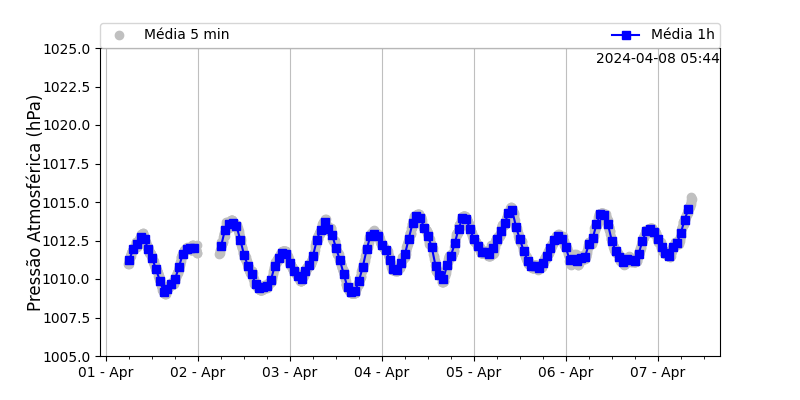 Média 5 min
Média 1h
2024-04-08 05:44
Pressão Atmosférica (hPa)
1025.0
1022.5
1020.0
1017.5
1015.0
1012.5
1010.0
1007.5
1005.0
01 - Apr
02 - Apr
03 - Apr
04 - Apr
05 - Apr
06 - Apr
07 - Apr